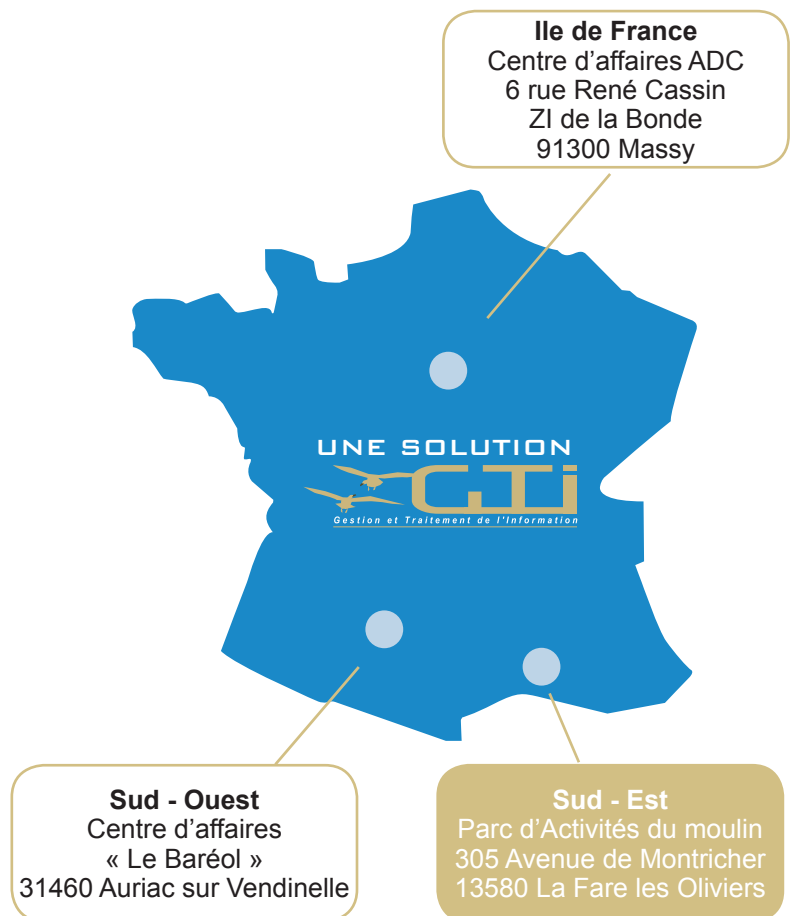 Ile de France
Centre d’affaires ADC
6 rue René Cassin
ZI de la Bonde
91300 Massy
UNE SOLUTION
GTi
Gestion et Traitement de l'Information
Sud - Ouest
Centre d’affaires
« Le Baréol »
31460 Auriac sur Vendinelle
Sud - Est
Parc d’Activités du moulin
305 Avenue de Montricher
13580 La Fare les Oliviers